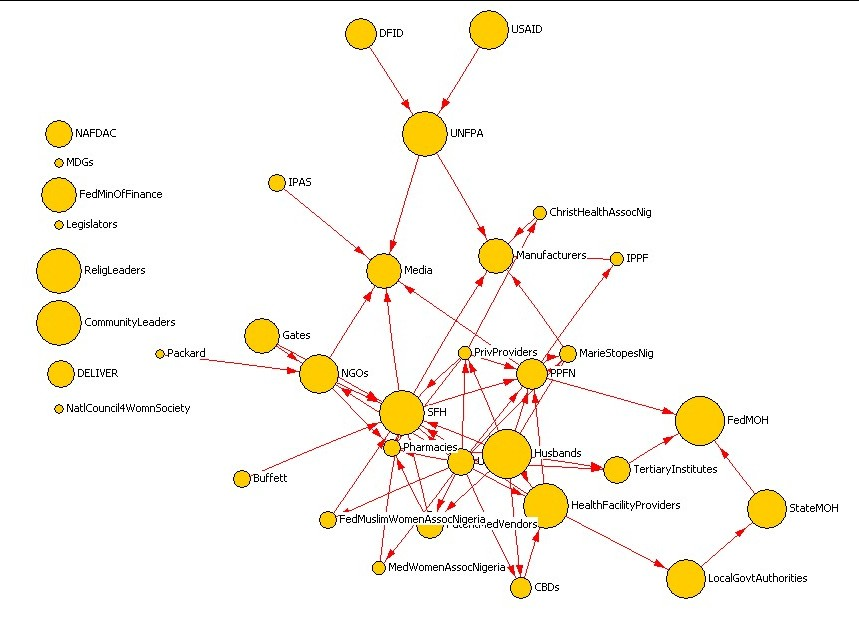 DFID
USAID
NAFDAC
UNFPA
MDGs
IPAS
FedMinOfFinance
ChristHealthAssocNig
Legislators
Manufacturers
IPPF
ReligLeaders
Media
CommunityLeaders
Gates
Packard
PrivProviders
MarieStopesNig
DELIVER
NGOs
PPFN
NatlCouncil4WomnSociety
SFH
FedMOH
Pharmacies
Husbands
TertiaryInstitutes
Buffett
HealthFacilityProviders
StateMOH
FedMuslimWomenAssocNigeria
MedWomenAssocNigeria
CBDs
LocalGovtAuthorities